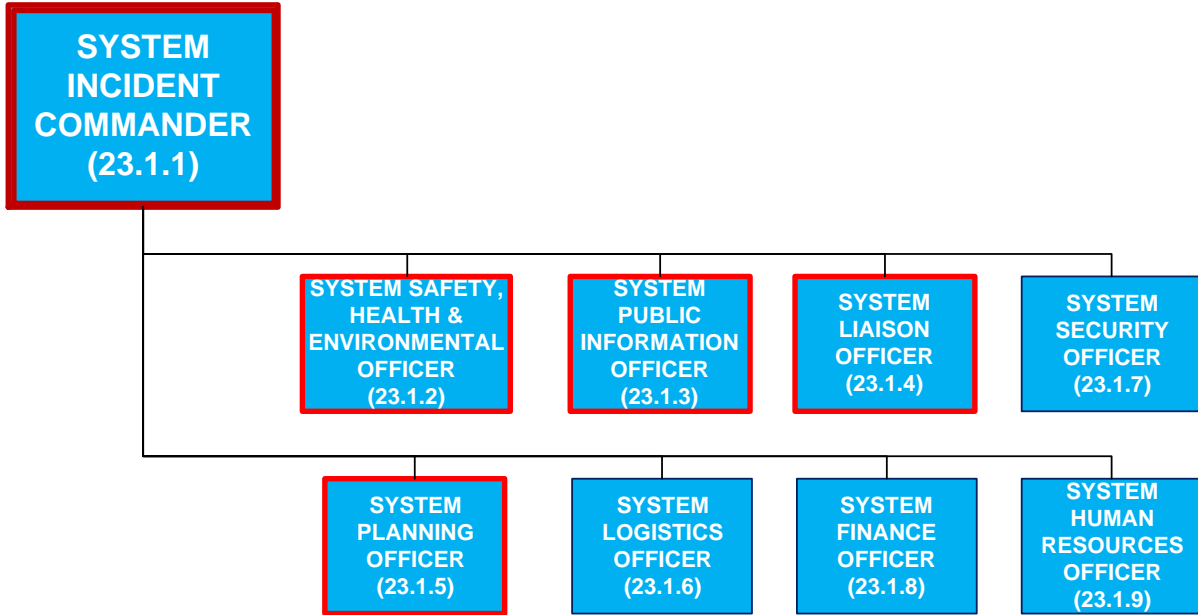 SYSTEM
INCIDENT
COMMANDER
(23.1.1)
SYSTEM SAFETY,
HEALTH &
ENVIRONMENTAL
OFFICER
(23.1.2)
SYSTEM
PUBLIC
INFORMATION
OFFICER
(23.1.3)
SYSTEM
LIAISON
OFFICER
(23.1.4)
SYSTEM
SECURITY
OFFICER
(23.1.7)
SYSTEM
PLANNING
OFFICER
(23.1.5)
SYSTEM
LOGISTICS
OFFICER
(23.1.6)
SYSTEM
FINANCE
OFFICER
(23.1.8)
SYSTEM
HUMAN
RESOURCES
OFFICER
(23.1.9)